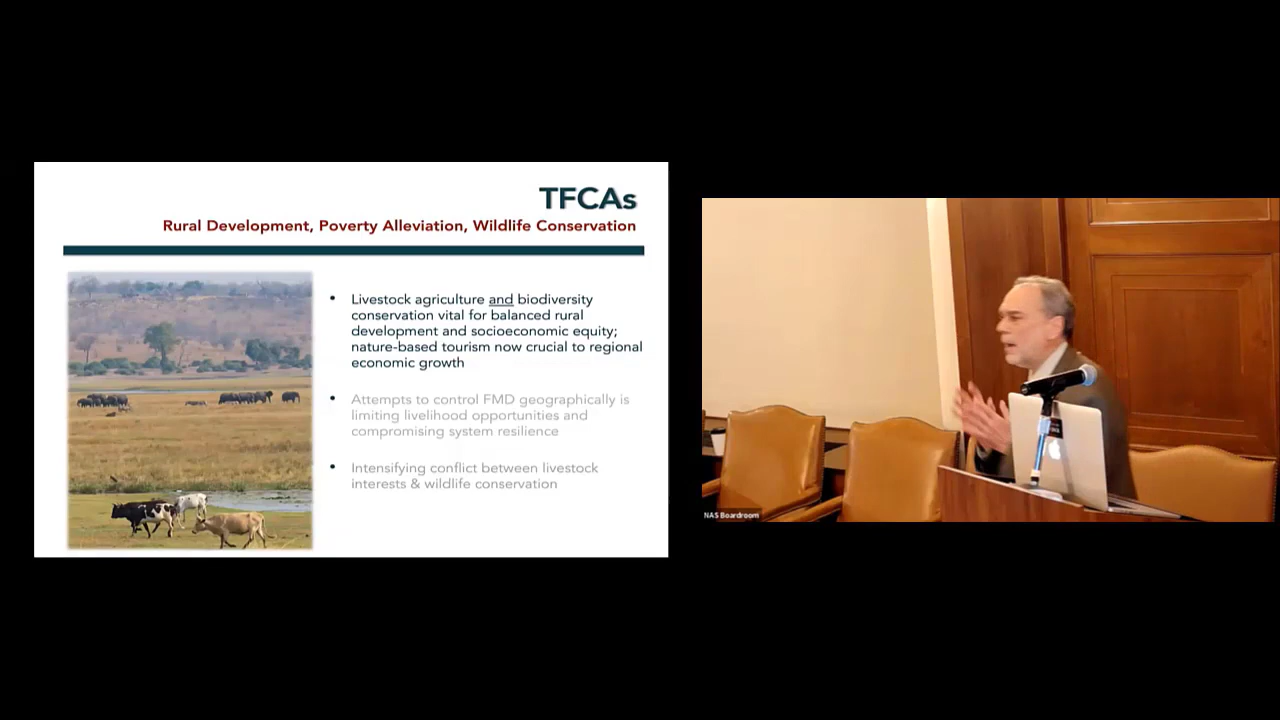 TFCAs
Rural Development, Poverty Alleviation, Wildlife Conservation
• Livestock agriculture and biodiversity
conservation vital for balanced rural
development and socioeconomic equity;
nature-based tourism now crucial to regional
economic growth
• Attempts to control FMD geographically is
limiting livelihood opportunities and
compromising system resilience
• Intensifying conflict between livestock
interests & wildlife conservation
NAS Boardroom